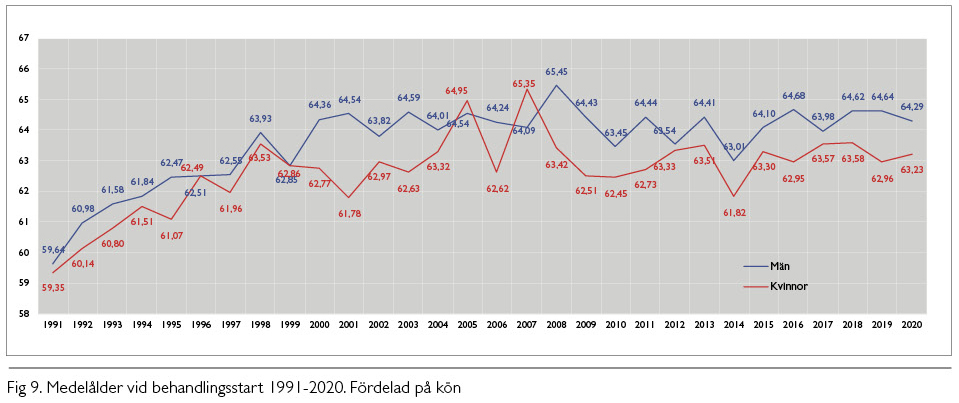 67
66
65
64
63
62
61
60
59
58
59,64 60,98 61,58 61,84 62,47 62,51 62,55 63,93 62,85 64,36 64,54 63,82 64,59 64,01 64,54 64,24 64,09 65,45 64,43 63,45 64,44 63,54 64,41 63,01 64,10 64,68 63,98 64,62 64,64 64,29
59,35 60,14 60,80 61,51 61,07 62,49 61,96 63,53 62,86 62,77 61,78 62,97 62,63 63,32 64,95 62,62 65,35 63,42 62,51 62,45 62,73 63,33 63,51 61,82 63,30 62,95 63,57 63,58 62,96 63,23
Män
Kvinnor
1991 1992 1993 1994 1995 1996 1997 1998 1999 2000 2001 2002 2003 2004 2005 2006 2007 2008 2009 2010 2011 2012 2013 2014 2015 2016 2017 2018 2019 2020
Fig 9. Medelålder vid behandlingsstart 1991-2020. Fördelad på kön